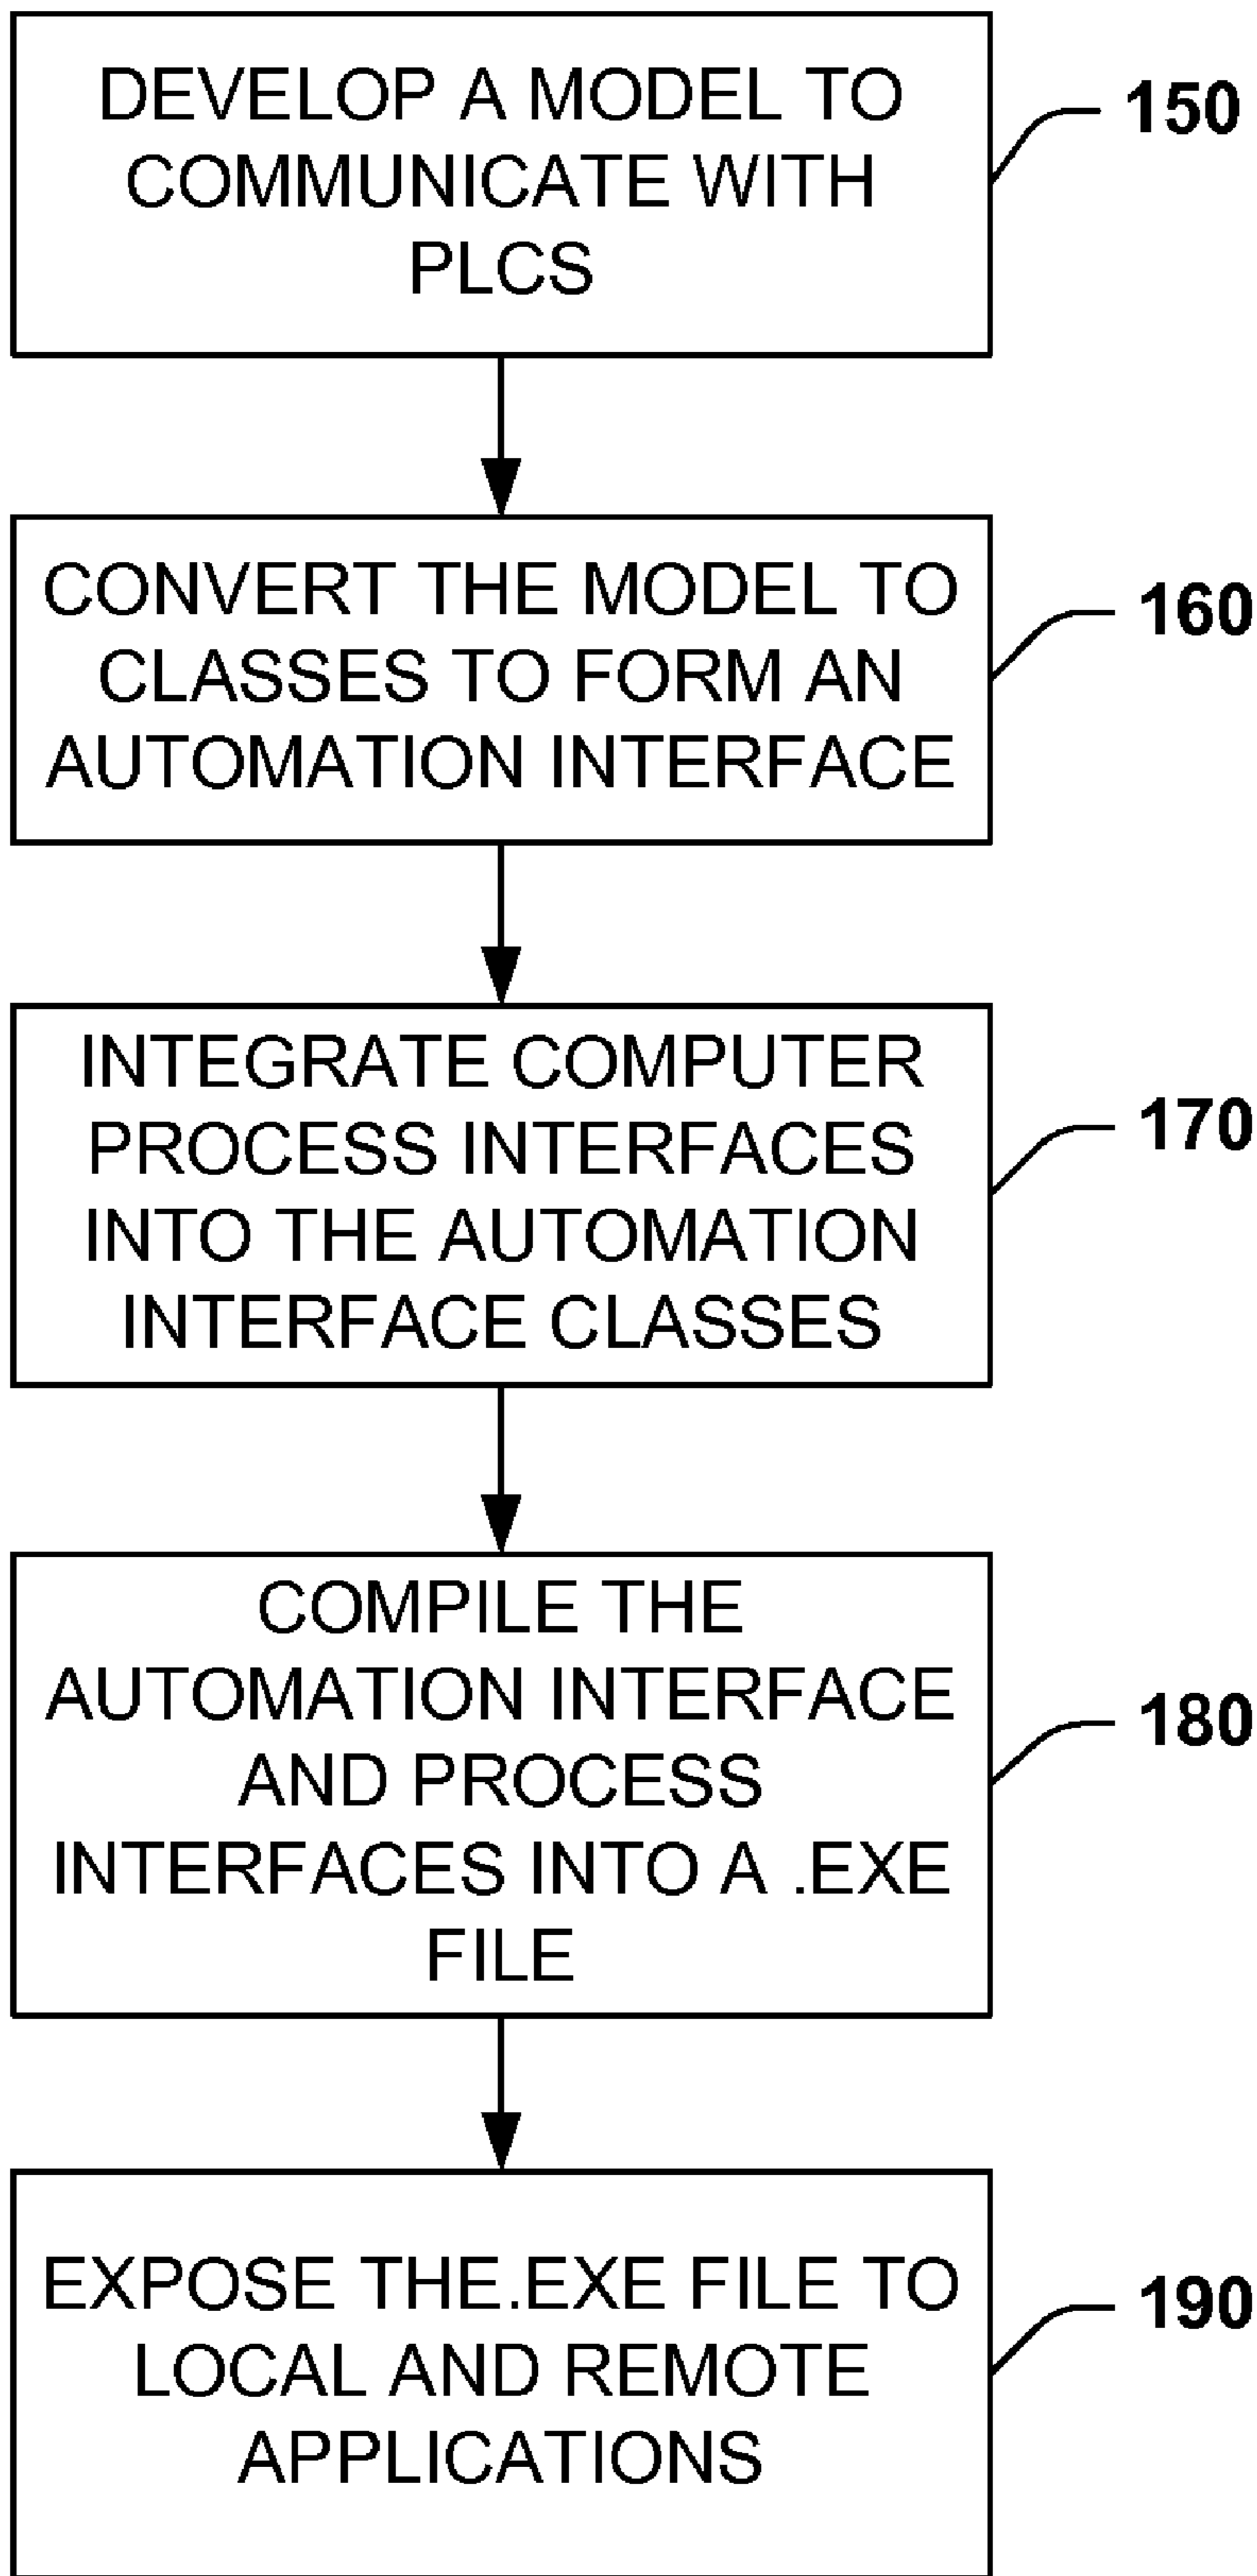 DEVELOP A MODEL TO
COMMUNICATE WITH
PLCS
150
CONVERT THE MODEL TO
CLASSES TO FORM AN
AUTOMATION INTERFACE
160
INTEGRATE COMPUTER
PROCESS INTERFACES
INTO THE AUTOMATION
INTERFACE CLASSES
170
COMPILE THE
AUTOMATION INTERFACE
AND PROCESS
INTERFACES INTO A .EXE
FILE
180
EXPOSE THE.EXE FILE TO
LOCAL AND REMOTE
APPLICATIONS
190